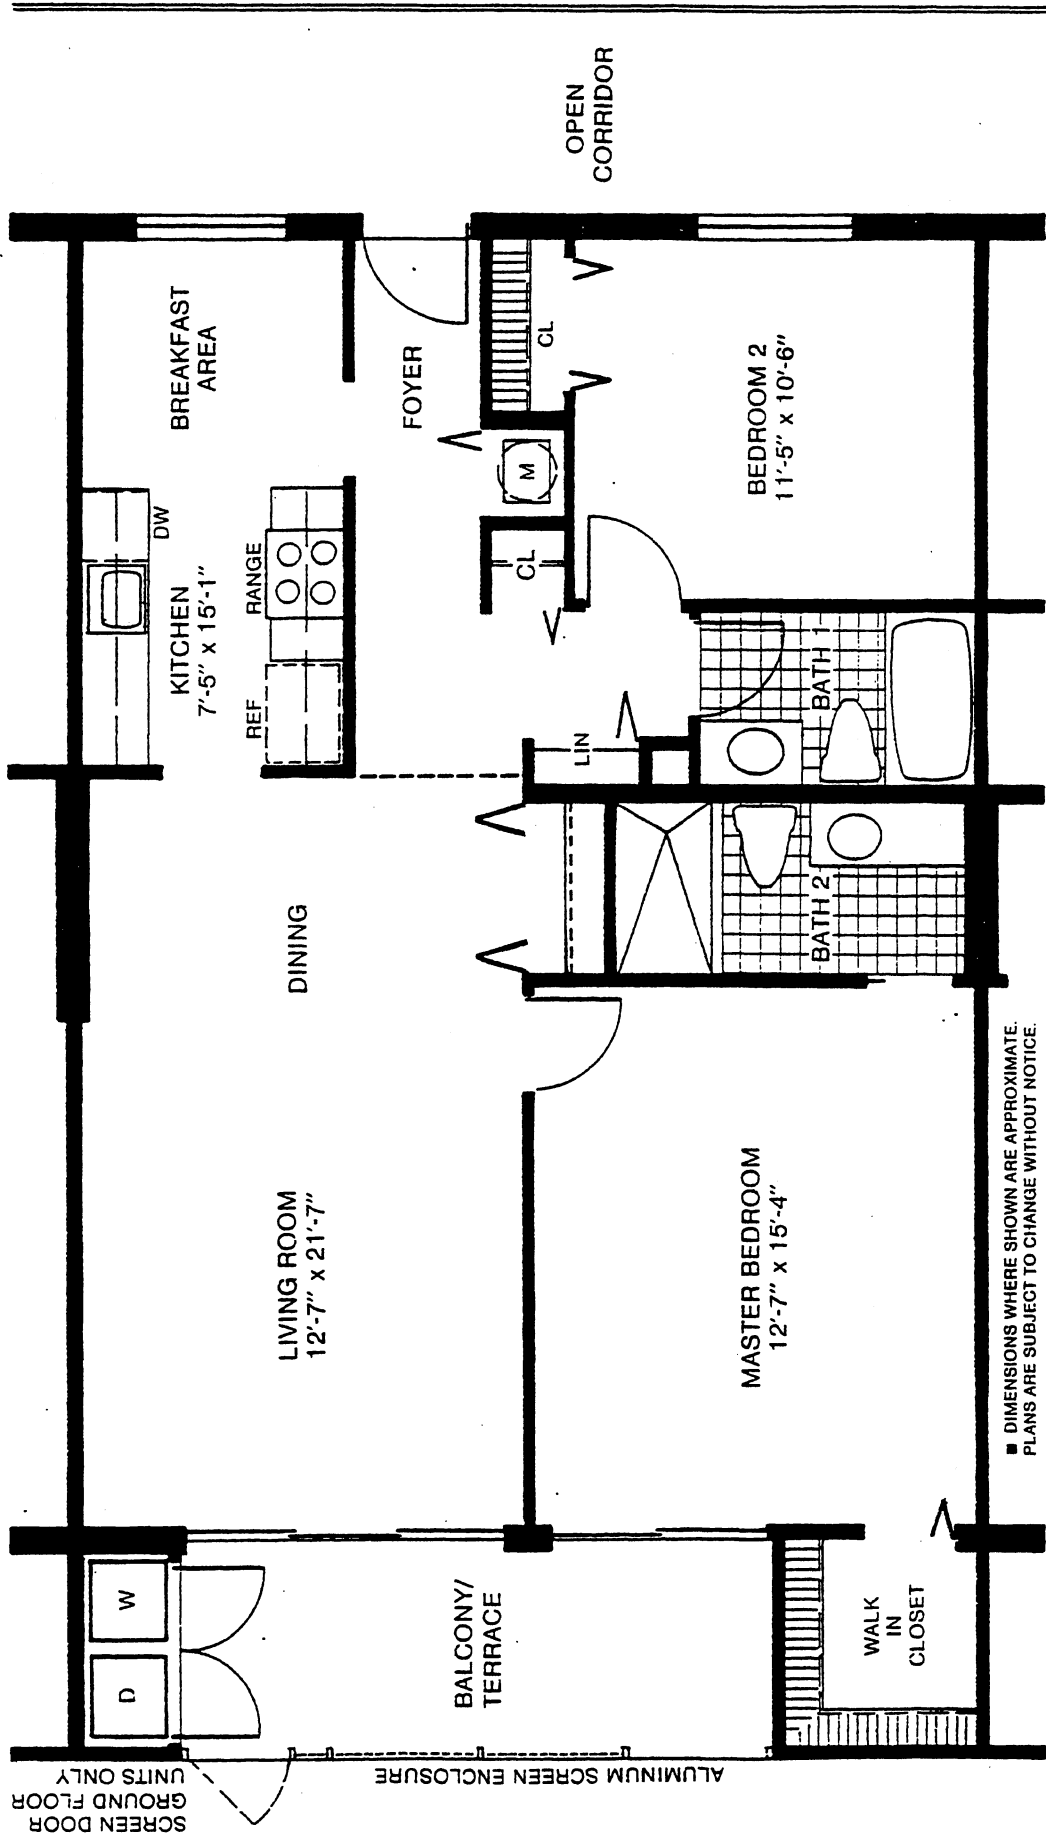 OPEN
CORRIDOR
BREAKFAST
AREA
FOYER
CL
BEDROOM 2
11'-5" x 10'-6"
M
CL
DW
KITCHEN
7'-5" x 15'-1"
RANGE
REF
LIN
BATH 1
DINING
BATH 2
LIVING ROOM
12'-7" x 21'-7"
MASTER BEDROOM
12'-7" x 15'-4"
■ DIMENSIONS WHERE SHOWN ARE APPROXIMATE.
PLANS ARE SUBJECT TO CHANGE WITHOUT NOTICE.
W
D
BALCONY/
TERRACE
WALK
IN
CLOSET
SCREEN DOOR
GROUND FLOOR
UNITS ONLY
ALUMINUM SCREEN ENCLOSURE